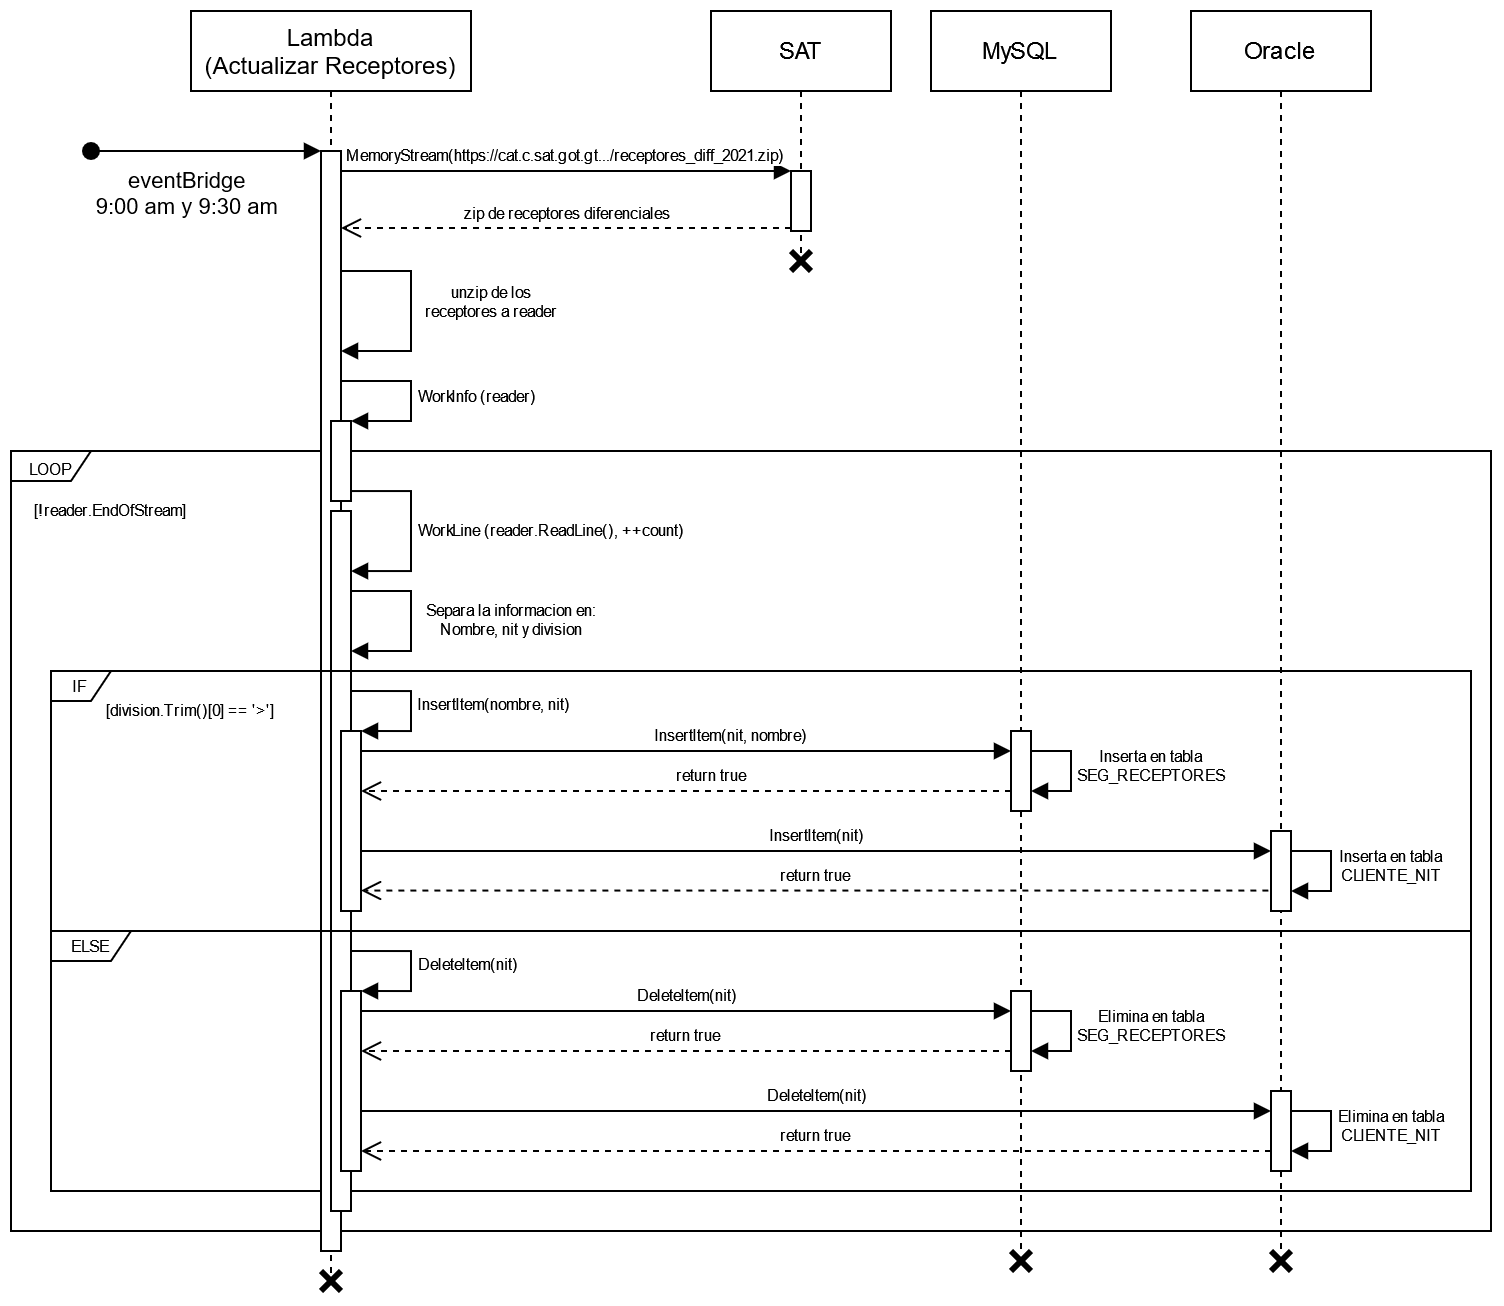 Lambda
(Actualizar Receptores)
SAT
MySQL
Oracle
eventBridge
9:00 am y 9:30 am
MemoryStream(https://cat.c.sat.got.gt.../receptores_diff_2021.zip)
zip de receptores diferenciales
unzip de los
receptores a reader
WorkInfo (reader)
LOOP
[!reader.EndOfStream]
WorkLine (reader.ReadLine(), ++count)
Separa la informacion en:
Nombre, nit y division
IF
[division.Trim()[0] == '>']
InsertItem(nombre, nit)
InsertItem(nit, nombre)
Inserta en tabla
SEG_RECEPTORES
return true
InsertItem(nit)
Inserta en tabla
CLIENTE_NIT
return true
ELSE
DeleteItem(nit)
DeleteItem(nit)
Elimina en tabla
SEG_RECEPTORES
return true
DeleteItem(nit)
Elimina en tabla
CLIENTE_NIT
return true